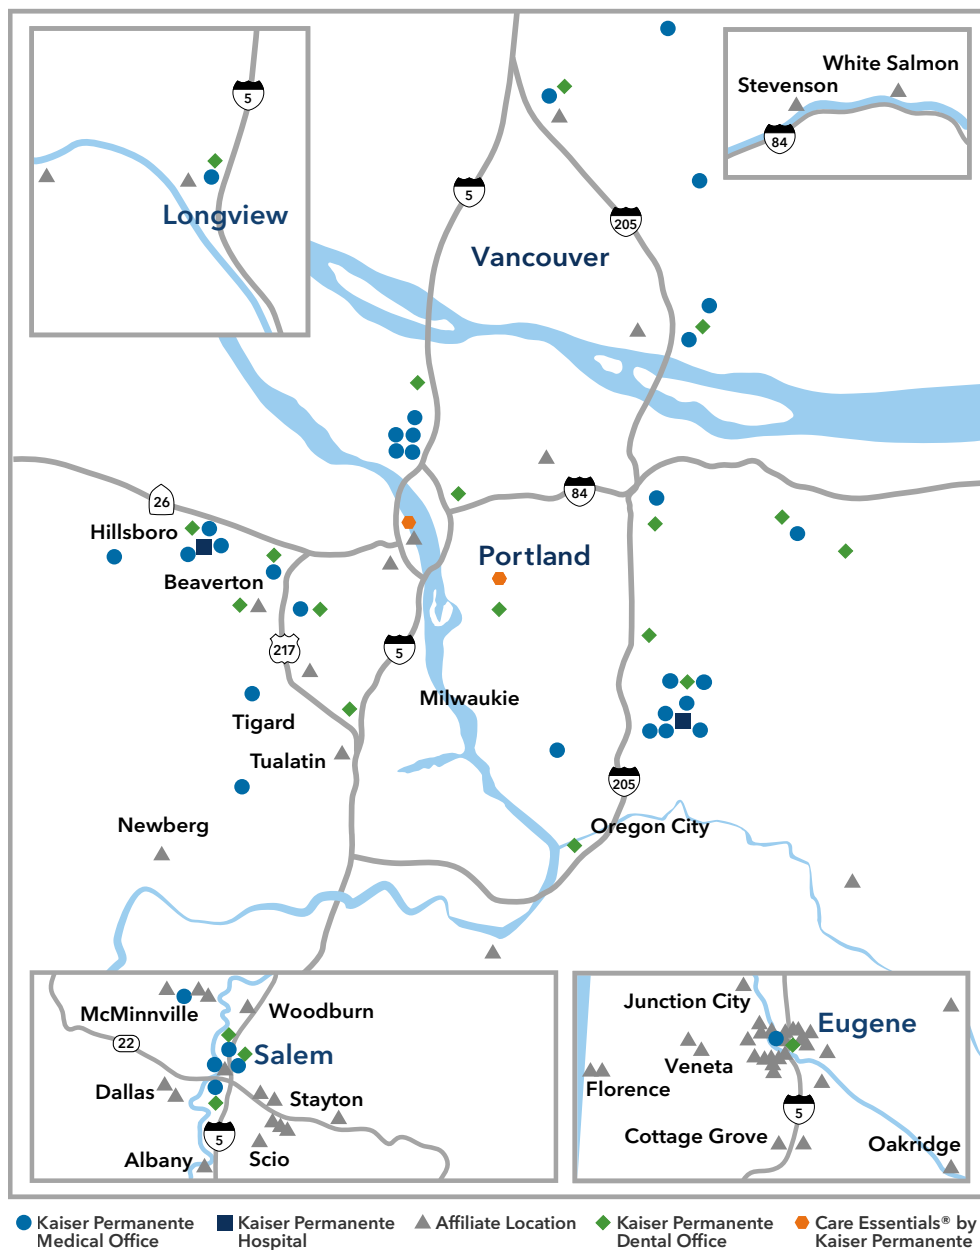 5
Longview
White Salmon
Stevenson
84
5
205
Vancouver
26
84
Hillsboro
Portland
Beaverton
217
5
Milwaukie
Tigard
Tualatin
205
Newberg
Oregon City
McMinnville
Woodburn
22
Salem
Dallas
Stayton
5
Albany
Scio
Junction City
Eugene
Veneta
Florence
5
Cottage Grove
Oakridge
Kaiser Permanente
Medical Office
Kaiser Permanente
Hospital
Affiliate Location
Kaiser Permanente
Dental Office
Care Essentials® by
Kaiser Permanente